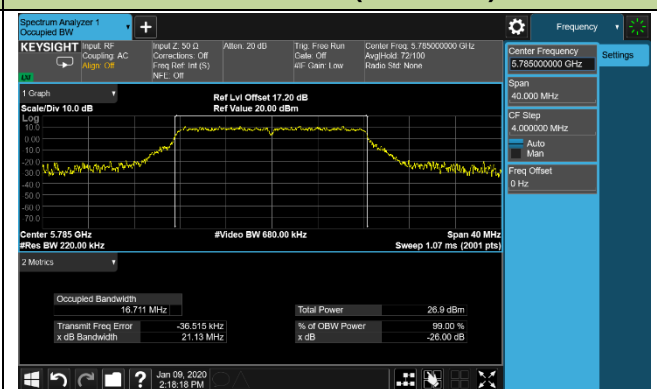 Spectrum Analyzer 1
Occupied BW
+
Frequency
KEYSIGHT
Input: RF
Coupling: AC
Align: Off
Input Z: 50 Ω
Corrections: Off
Freq Ref: Int (S)
NFE: Off
Atten: 20 dB
Trig: Free Run
Gate: Off
#IF Gain: Low
Center Freq: 5.785000000 GHz
Avg|Hold: 72/100
Radio Std: None
LXI
Center Frequency
5.785000000 GHz
Settings
Span
40.000 MHz
CF Step
4.000000 MHz
Auto
Man
Freq Offset
0 Hz
1 Graph
Scale/Div 10.0 dB
Ref Lvl Offset 17.20 dB
Ref Value 20.00 dBm
Log
10.0
0.00
-10.0
-20.0
-30.0
-40.0
-50.0
-60.0
-70.0
Center 5.785 GHz
#Video BW 680.00 kHz
Span 40 MHz
#Res BW 220.00 kHz
Sweep 1.07 ms (2001 pts)
2 Metrics
Occupied Bandwidth
16.711 MHz
Total Power 26.9 dBm
Transmit Freq Error -36.515 kHz
% of OBW Power 99.00 %
x dB Bandwidth 21.13 MHz
x dB -26.00 dB
?
Jan 09, 2020
2:18:18 PM